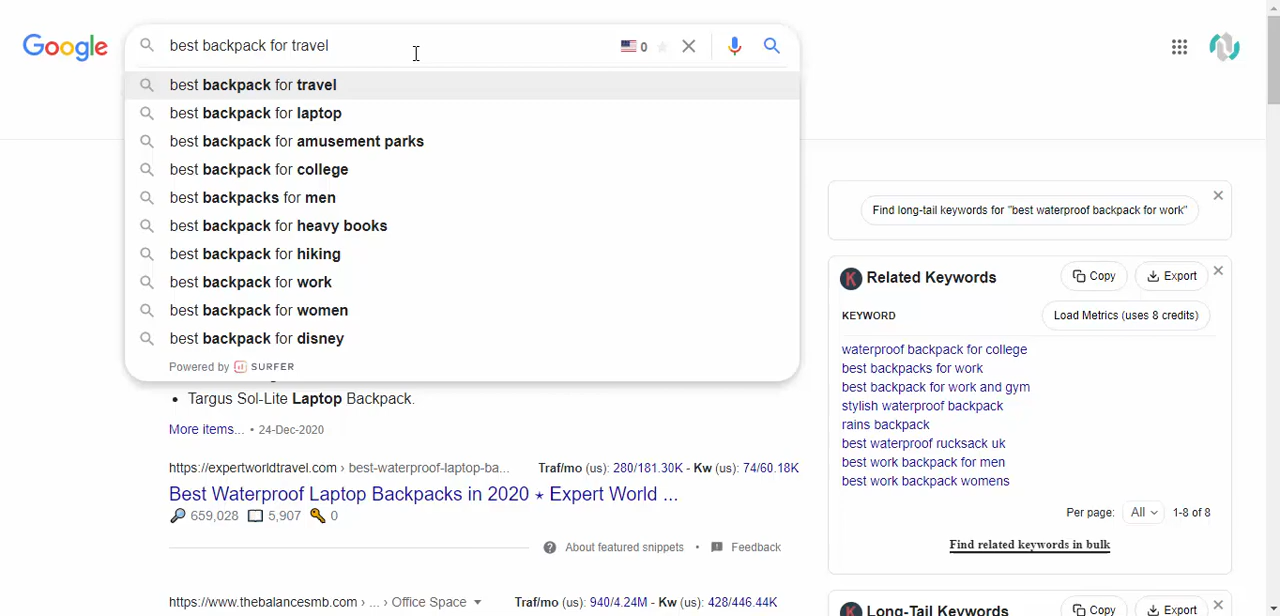 Google
best backpack for travel
0
best backpack for travel
best backpack for laptop
best backpack for amusement parks
best backpack for college
best backpacks for men
best backpack for heavy books
best backpack for hiking
best backpack for work
best backpack for women
best backpack for disney
Powered by SURFER
• Targus Sol-Lite Laptop Backpack.
More items... • 24-Dec-2020
https://expertworldtravel.com › best-waterproof-laptop-ba... Traf/mo (us): 280/181.30K - Kw (us): 74/60.18K
Best Waterproof Laptop Backpacks in 2020 ⋆ Expert World ...
659,028 5,907 0
About featured snippets • Feedback
https://www.thebalancesmb.com › ... › Office Space Traf/mo (us): 940/4.24M - Kw (us): 428/446.44K
Find long-tail keywords for "best waterproof backpack for work"
K Related Keywords Copy Export
KEYWORD Load Metrics (uses 8 credits)
waterproof backpack for college
best backpacks for work
best backpack for work and gym
stylish waterproof backpack
rains backpack
best waterproof rucksack uk
best work backpack for men
best work backpack womens
Per page: All 1-8 of 8
Find related keywords in bulk
K Long-Tail Keywords Copy Export